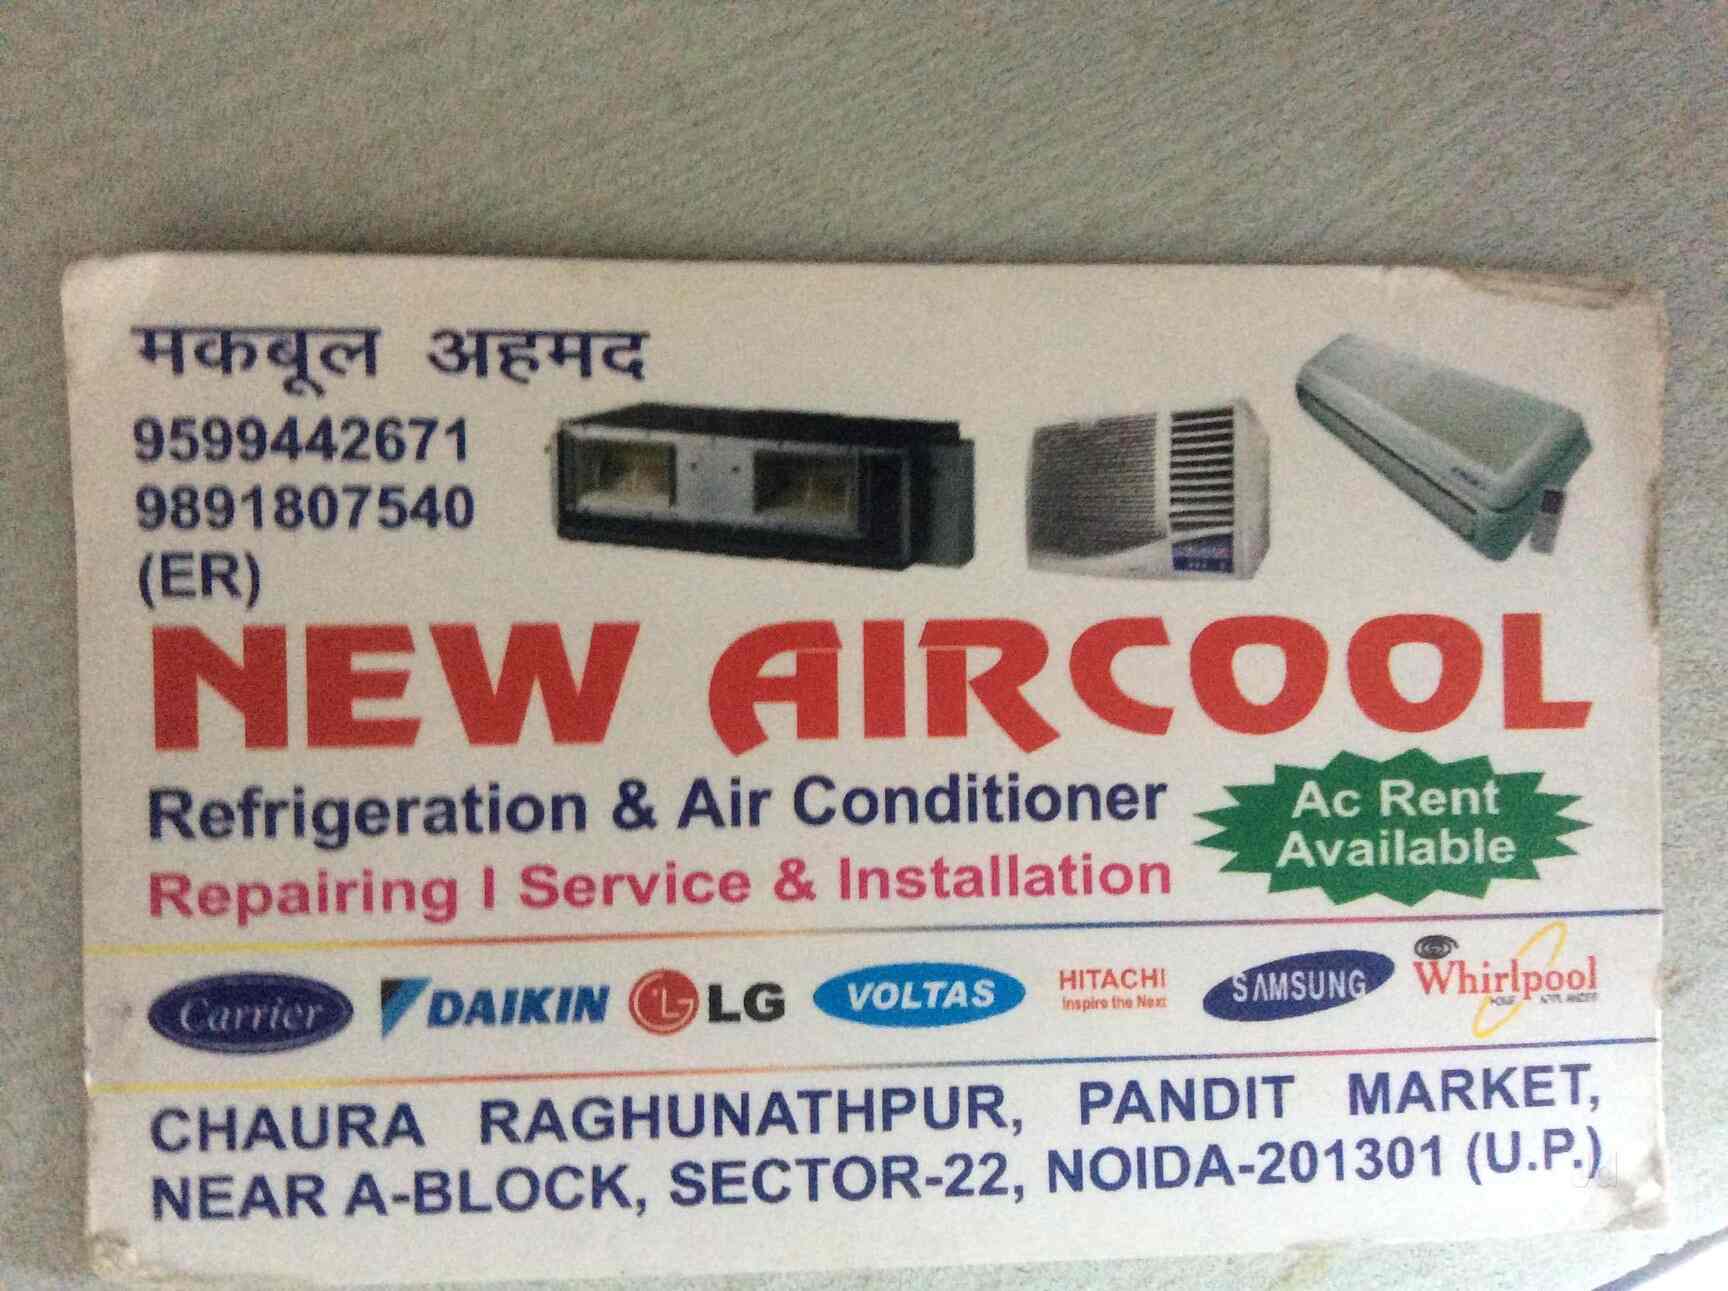 मकबूल अहमद
9599442671
9891807540
(ER)
NEW AIRCOOL
Refrigeration & Air Conditioner
Repairing I Service & Installation
Ac Rent
Available
Carrier DAIKIN LG VOLTAS HITACHI SAMSUNG Whirlpool
Inspire the Next
CHAURA RAGHUNATHPUR, PANDIT MARKET,
NEAR A-BLOCK, SECTOR-22, NOIDA-201301 (U.P.)
Jd